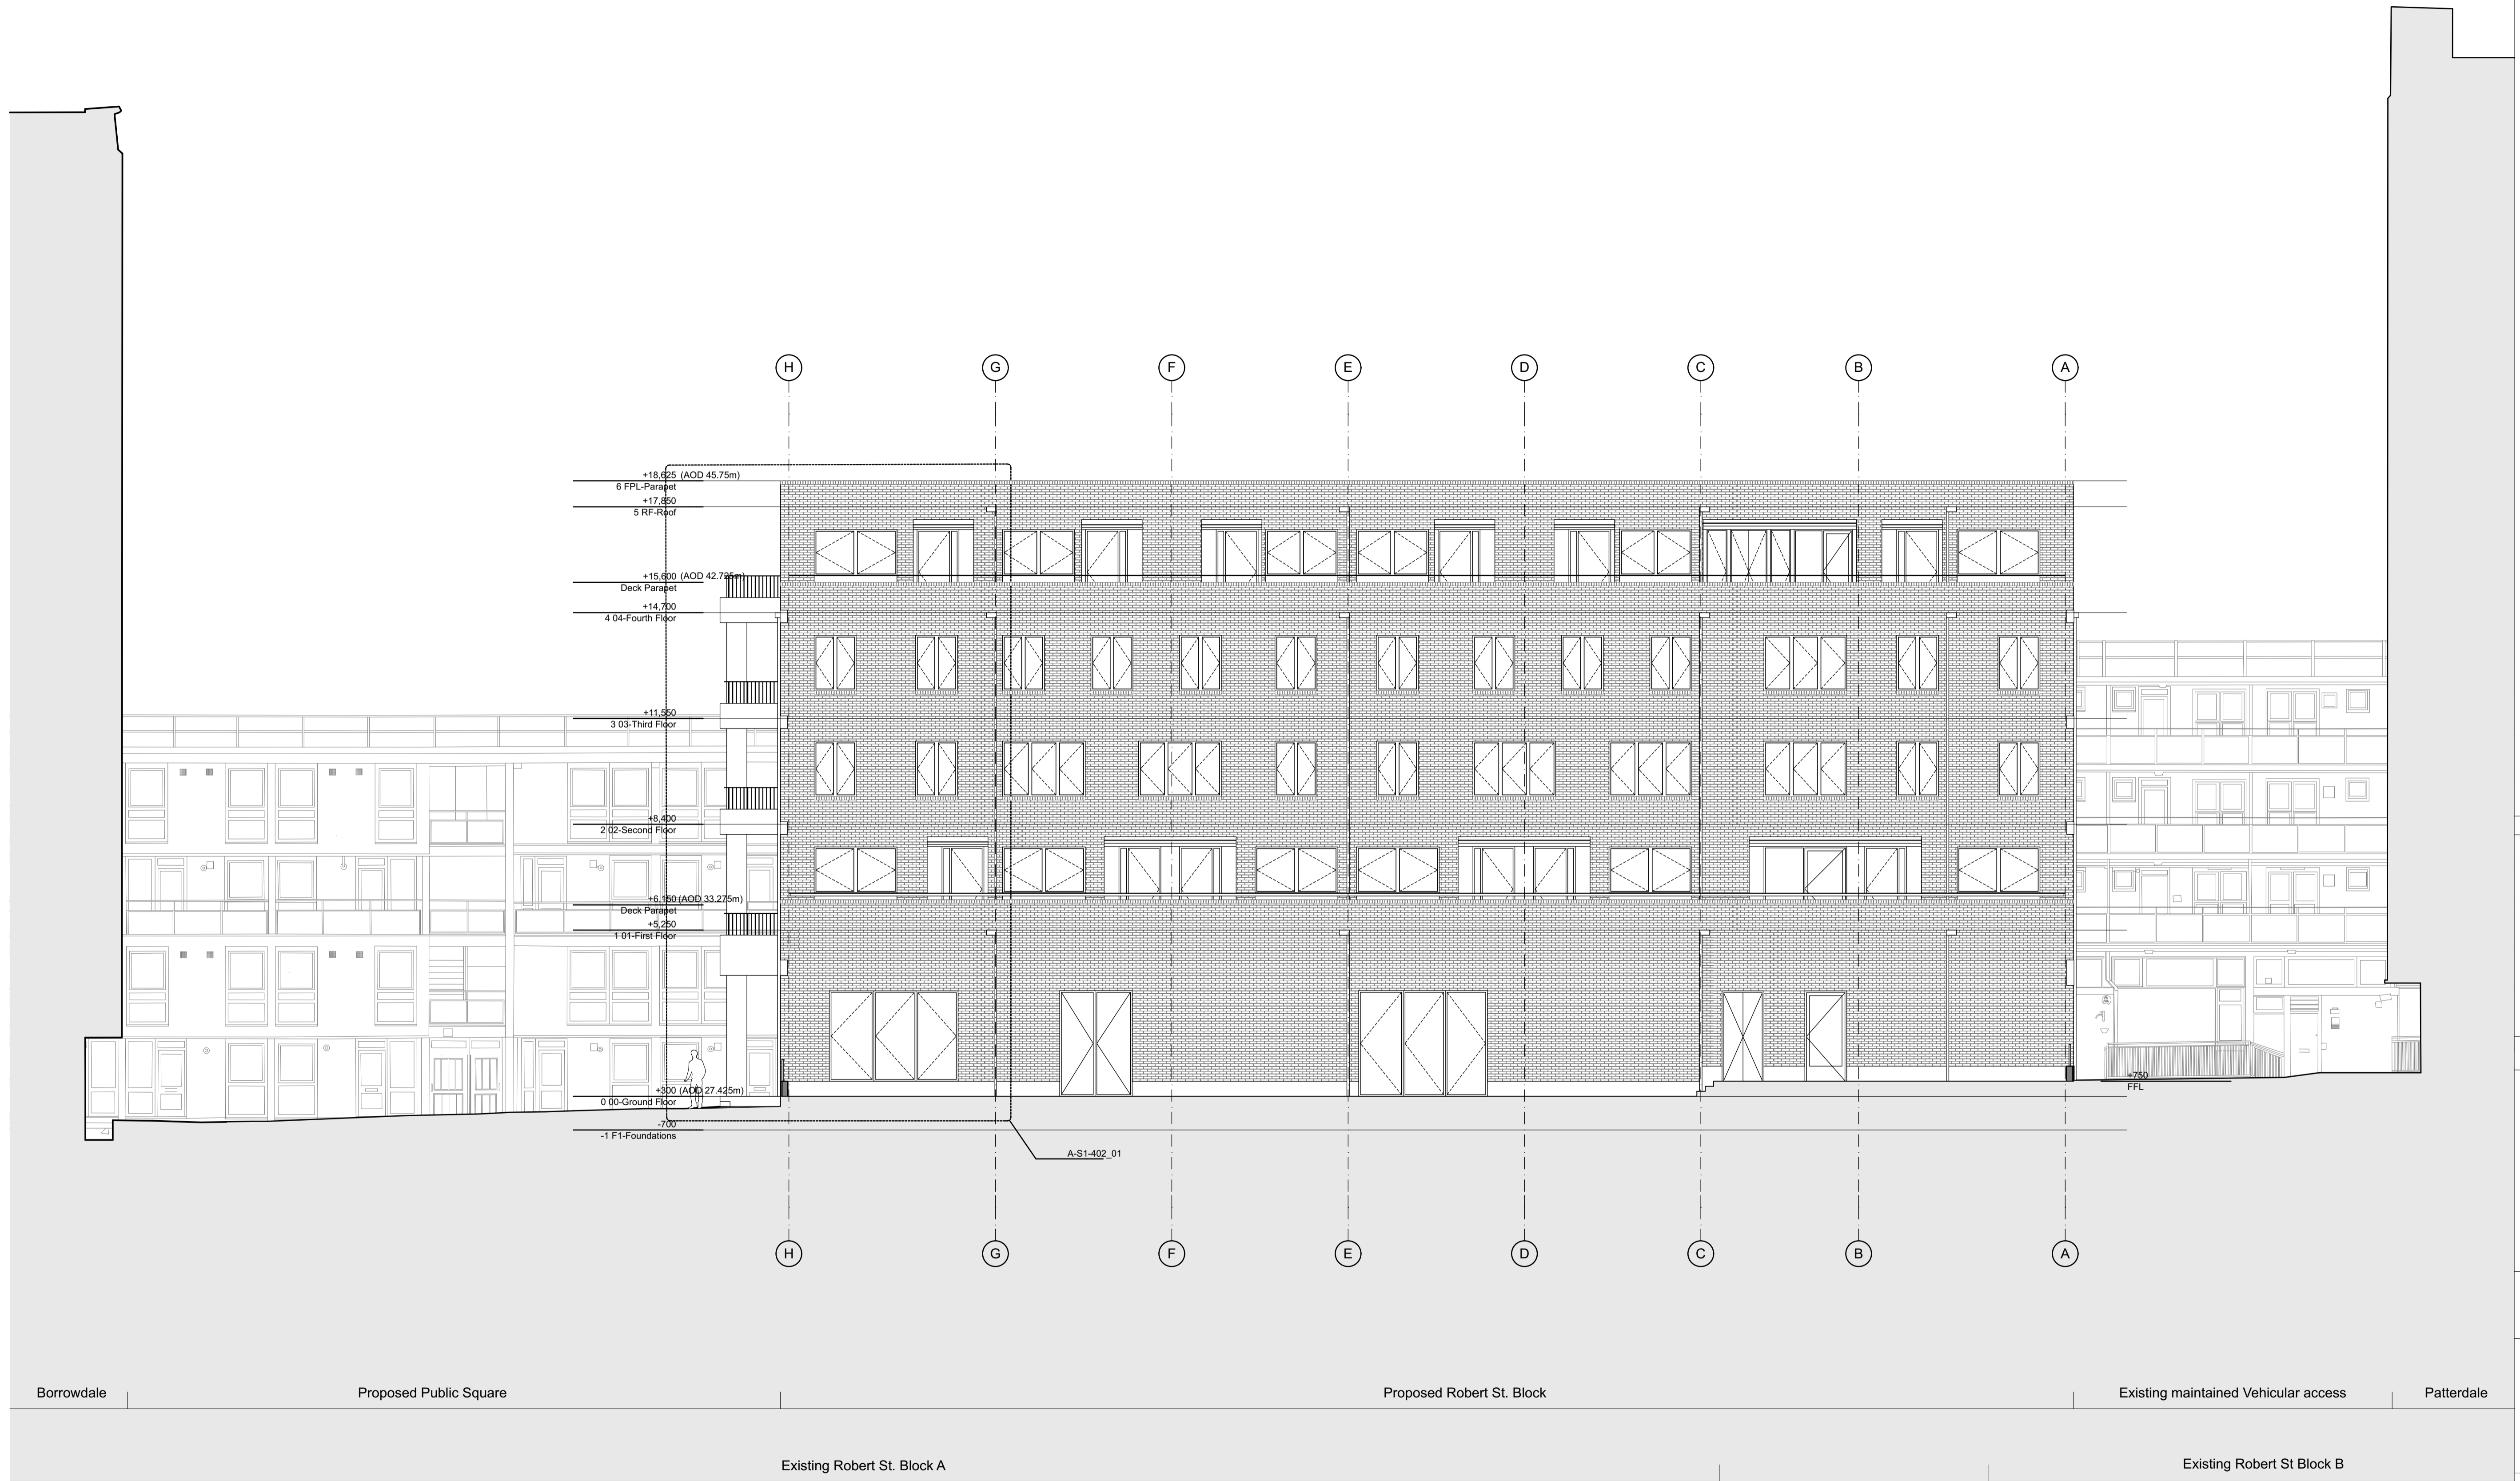 H G F E D C B A
+18,625 (AOD 45.75m)
6 FPL-Parapet
+17,850
5 RF-Roof
+15,600 (AOD 42.725m)
Deck Parapet
+14,700
4 04-Fourth Floor
+11,550
3 03-Third Floor
+8,400
2 02-Second Floor
+6,150 (AOD 33.275m)
Deck Parapet
+5,250
1 01-First Floor
+300 (AOD 27.425m)
0 00-Ground Floor
+750
FFL
-700
-1 F1-Foundations
A-S1-402_01
H G F E D C B A
Borrowdale Proposed Public Square Proposed Robert St. Block Existing maintained Vehicular access Patterdale
Existing Robert St. Block A Existing Robert St Block B